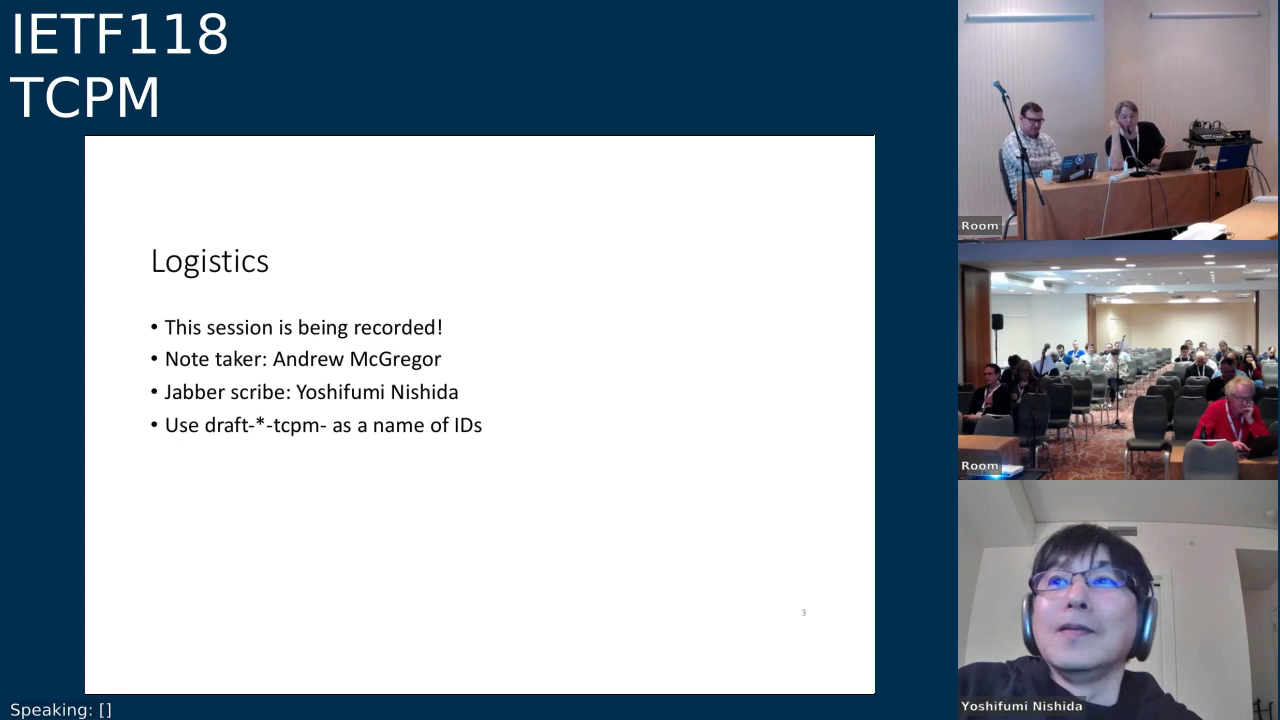 IETF118
TCPM
Logistics
• This session is being recorded!
• Note taker: Andrew McGregor
• Jabber scribe: Yoshifumi Nishida
• Use draft-*-tcpm- as a name of IDs
3
Speaking: []
Room
Room
Yoshifumi Nishida